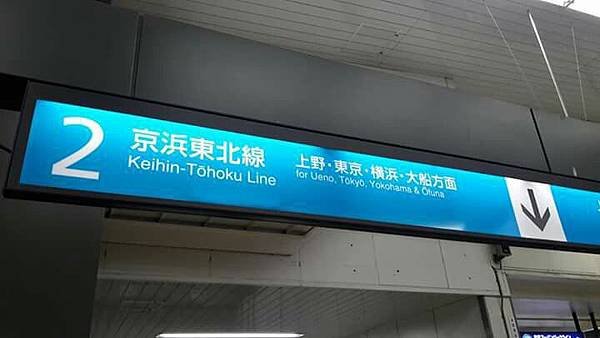 2
京浜東北線
Keihin-Tōhoku Line
上野・東京・横浜・大船方面
for Ueno, Tōkyō, Yokohama & Ōfuna